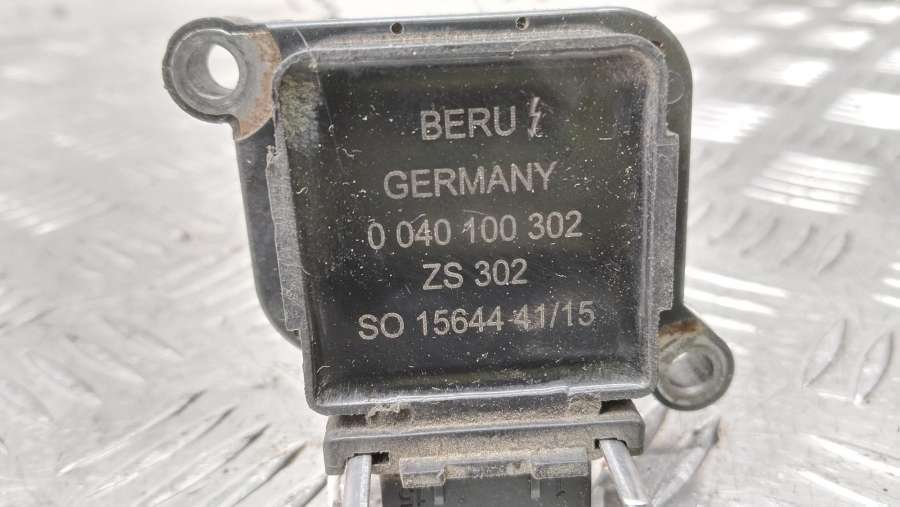 BERU
GERMANY
0 040 100 302
ZS 302
SO 15644 41/15